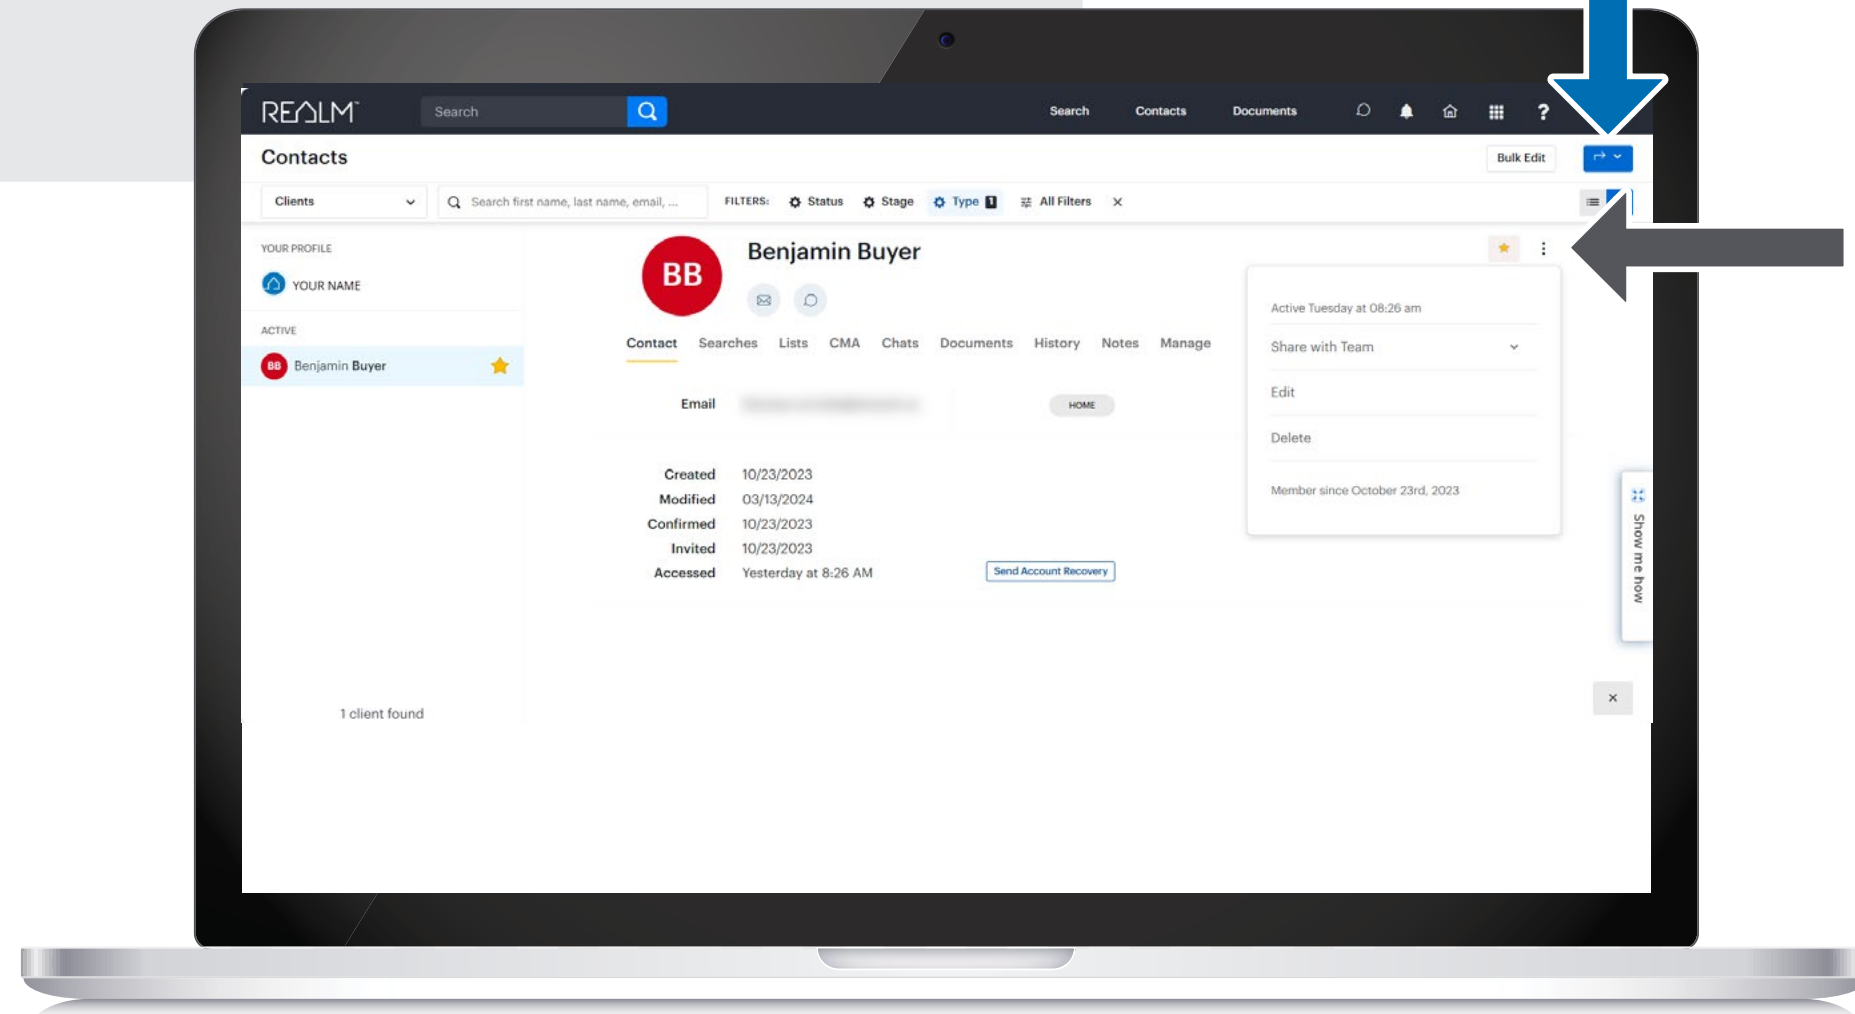 REALM™
Search
Search Contacts Documents ?
Contacts
Bulk Edit
Clients
Search first name, last name, email, ...
FILTERS: Status Stage Type 1 All Filters X
YOUR PROFILE
YOUR NAME
ACTIVE
BB Benjamin Buyer
1 client found
BB
Benjamin Buyer
Contact Searches Lists CMA Chats Documents History Notes Manage
Email
HOME
Created 10/23/2023
Modified 03/13/2024
Confirmed 10/23/2023
Invited 10/23/2023
Accessed Yesterday at 8:26 AM
Send Account Recovery
Active Tuesday at 08:26 am
Share with Team
Edit
Delete
Member since October 23rd, 2023
Show me how
×